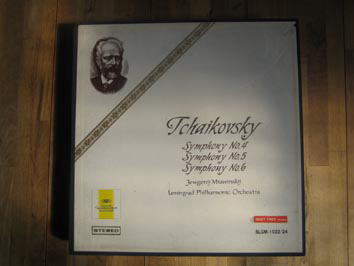 Tchaikovsky
Symphony No.4
Symphony No.5
Symphony No.6
Jewgenij Mrawinskij
Leningrad Philharmonic Orchestra
STEREO
SLGM-1022/24